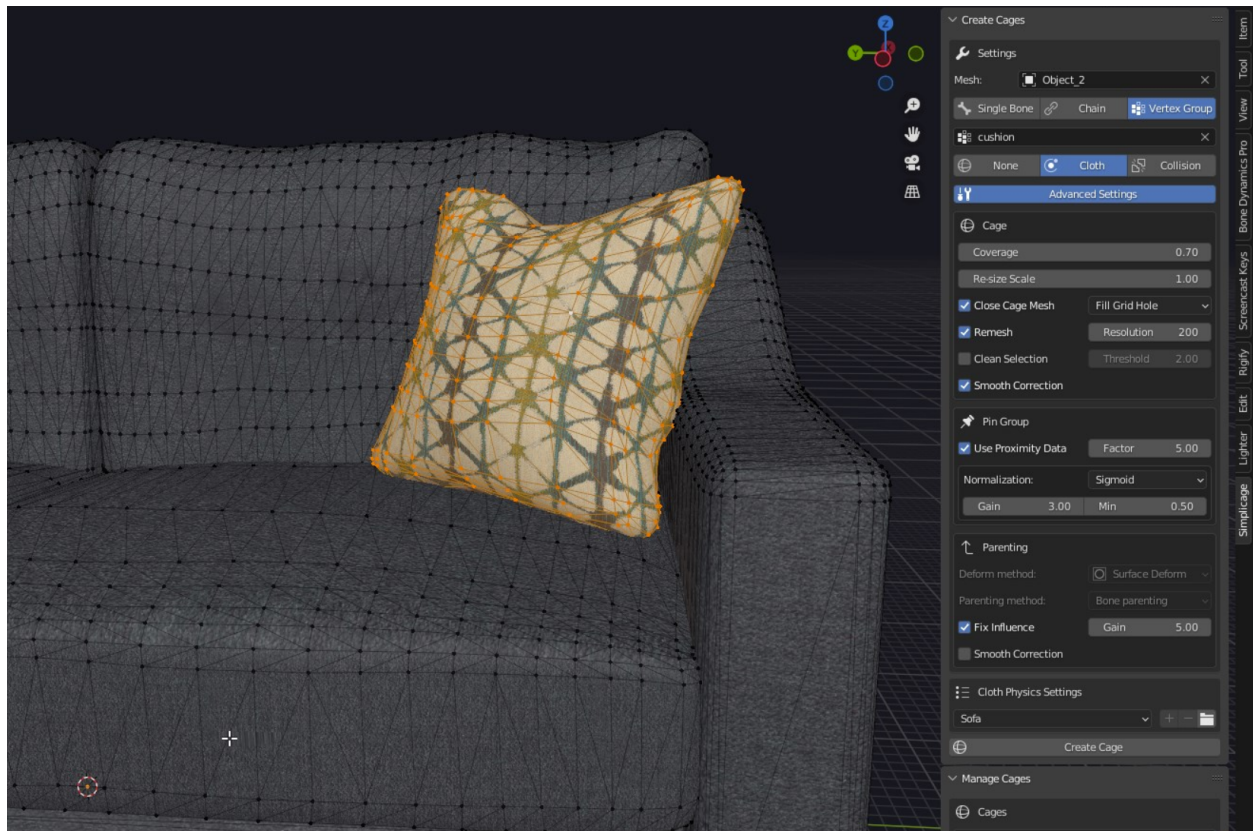 Z
Y
Create Cages
Settings
Mesh: Object_2
Single Bone Chain Vertex Group
cushion
None Cloth Collision
Advanced Settings
Cage
Coverage 0.70
Re-size Scale 1.00
Close Cage Mesh Fill Grid Hole
Remesh Resolution 200
Clean Selection Threshold 2.00
Smooth Correction
Pin Group
Use Proximity Data Factor 5.00
Normalization: Sigmoid
Gain 3.00 Min 0.50
Parenting
Deform method: Surface Deform
Parenting method: Bone parenting
Fix Influence Gain 5.00
Smooth Correction
Cloth Physics Settings
Sofa
Create Cage
Manage Cages
Cages
Item
Tool
View
Bone Dynamics Pro
Screencast Keys
Rigify
Edit
Lighter
Simplicage